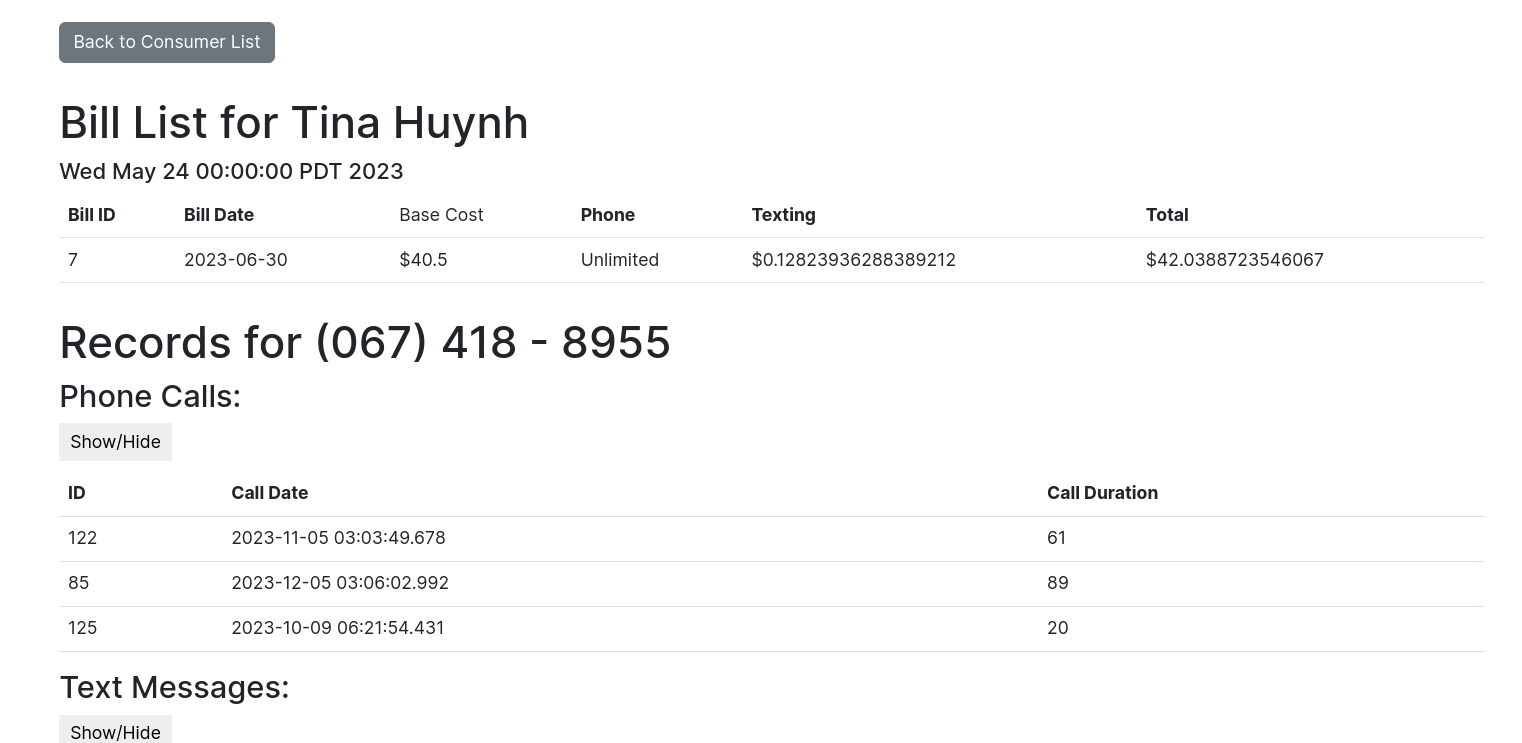 Back to Consumer List
Bill List for Tina Huynh
Wed May 24 00:00:00 PDT 2023
Bill ID Bill Date Base Cost Phone Texting Total
7 2023-06-30 $40.5 Unlimited $0.12823936288389212 $42.0388723546067
Records for (067) 418 - 8955
Phone Calls:
Show/Hide
ID Call Date Call Duration
122 2023-11-05 03:03:49.678 61
85 2023-12-05 03:06:02.992 89
125 2023-10-09 06:21:54.431 20
Text Messages:
Show/Hide